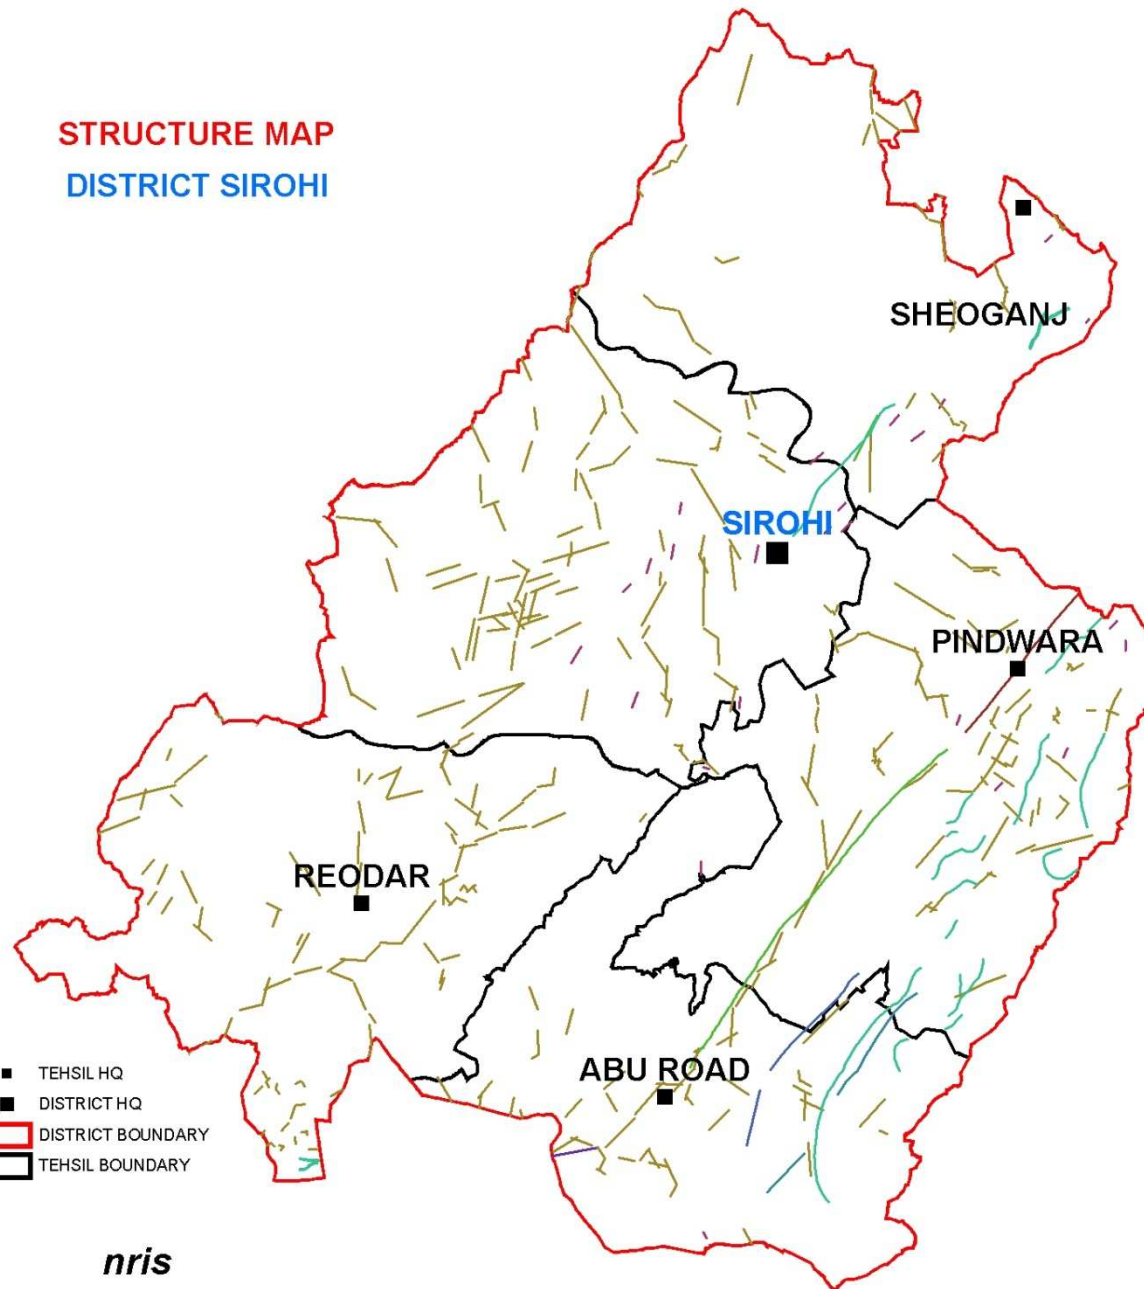 STRUCTURE MAP
DISTRICT SIROHI
SHEOGANJ
SIROHI
PINDWARA
REODAR
ABU ROAD
TEHSIL HQ
DISTRICT HQ
DISTRICT BOUNDARY
TEHSIL BOUNDARY
nris